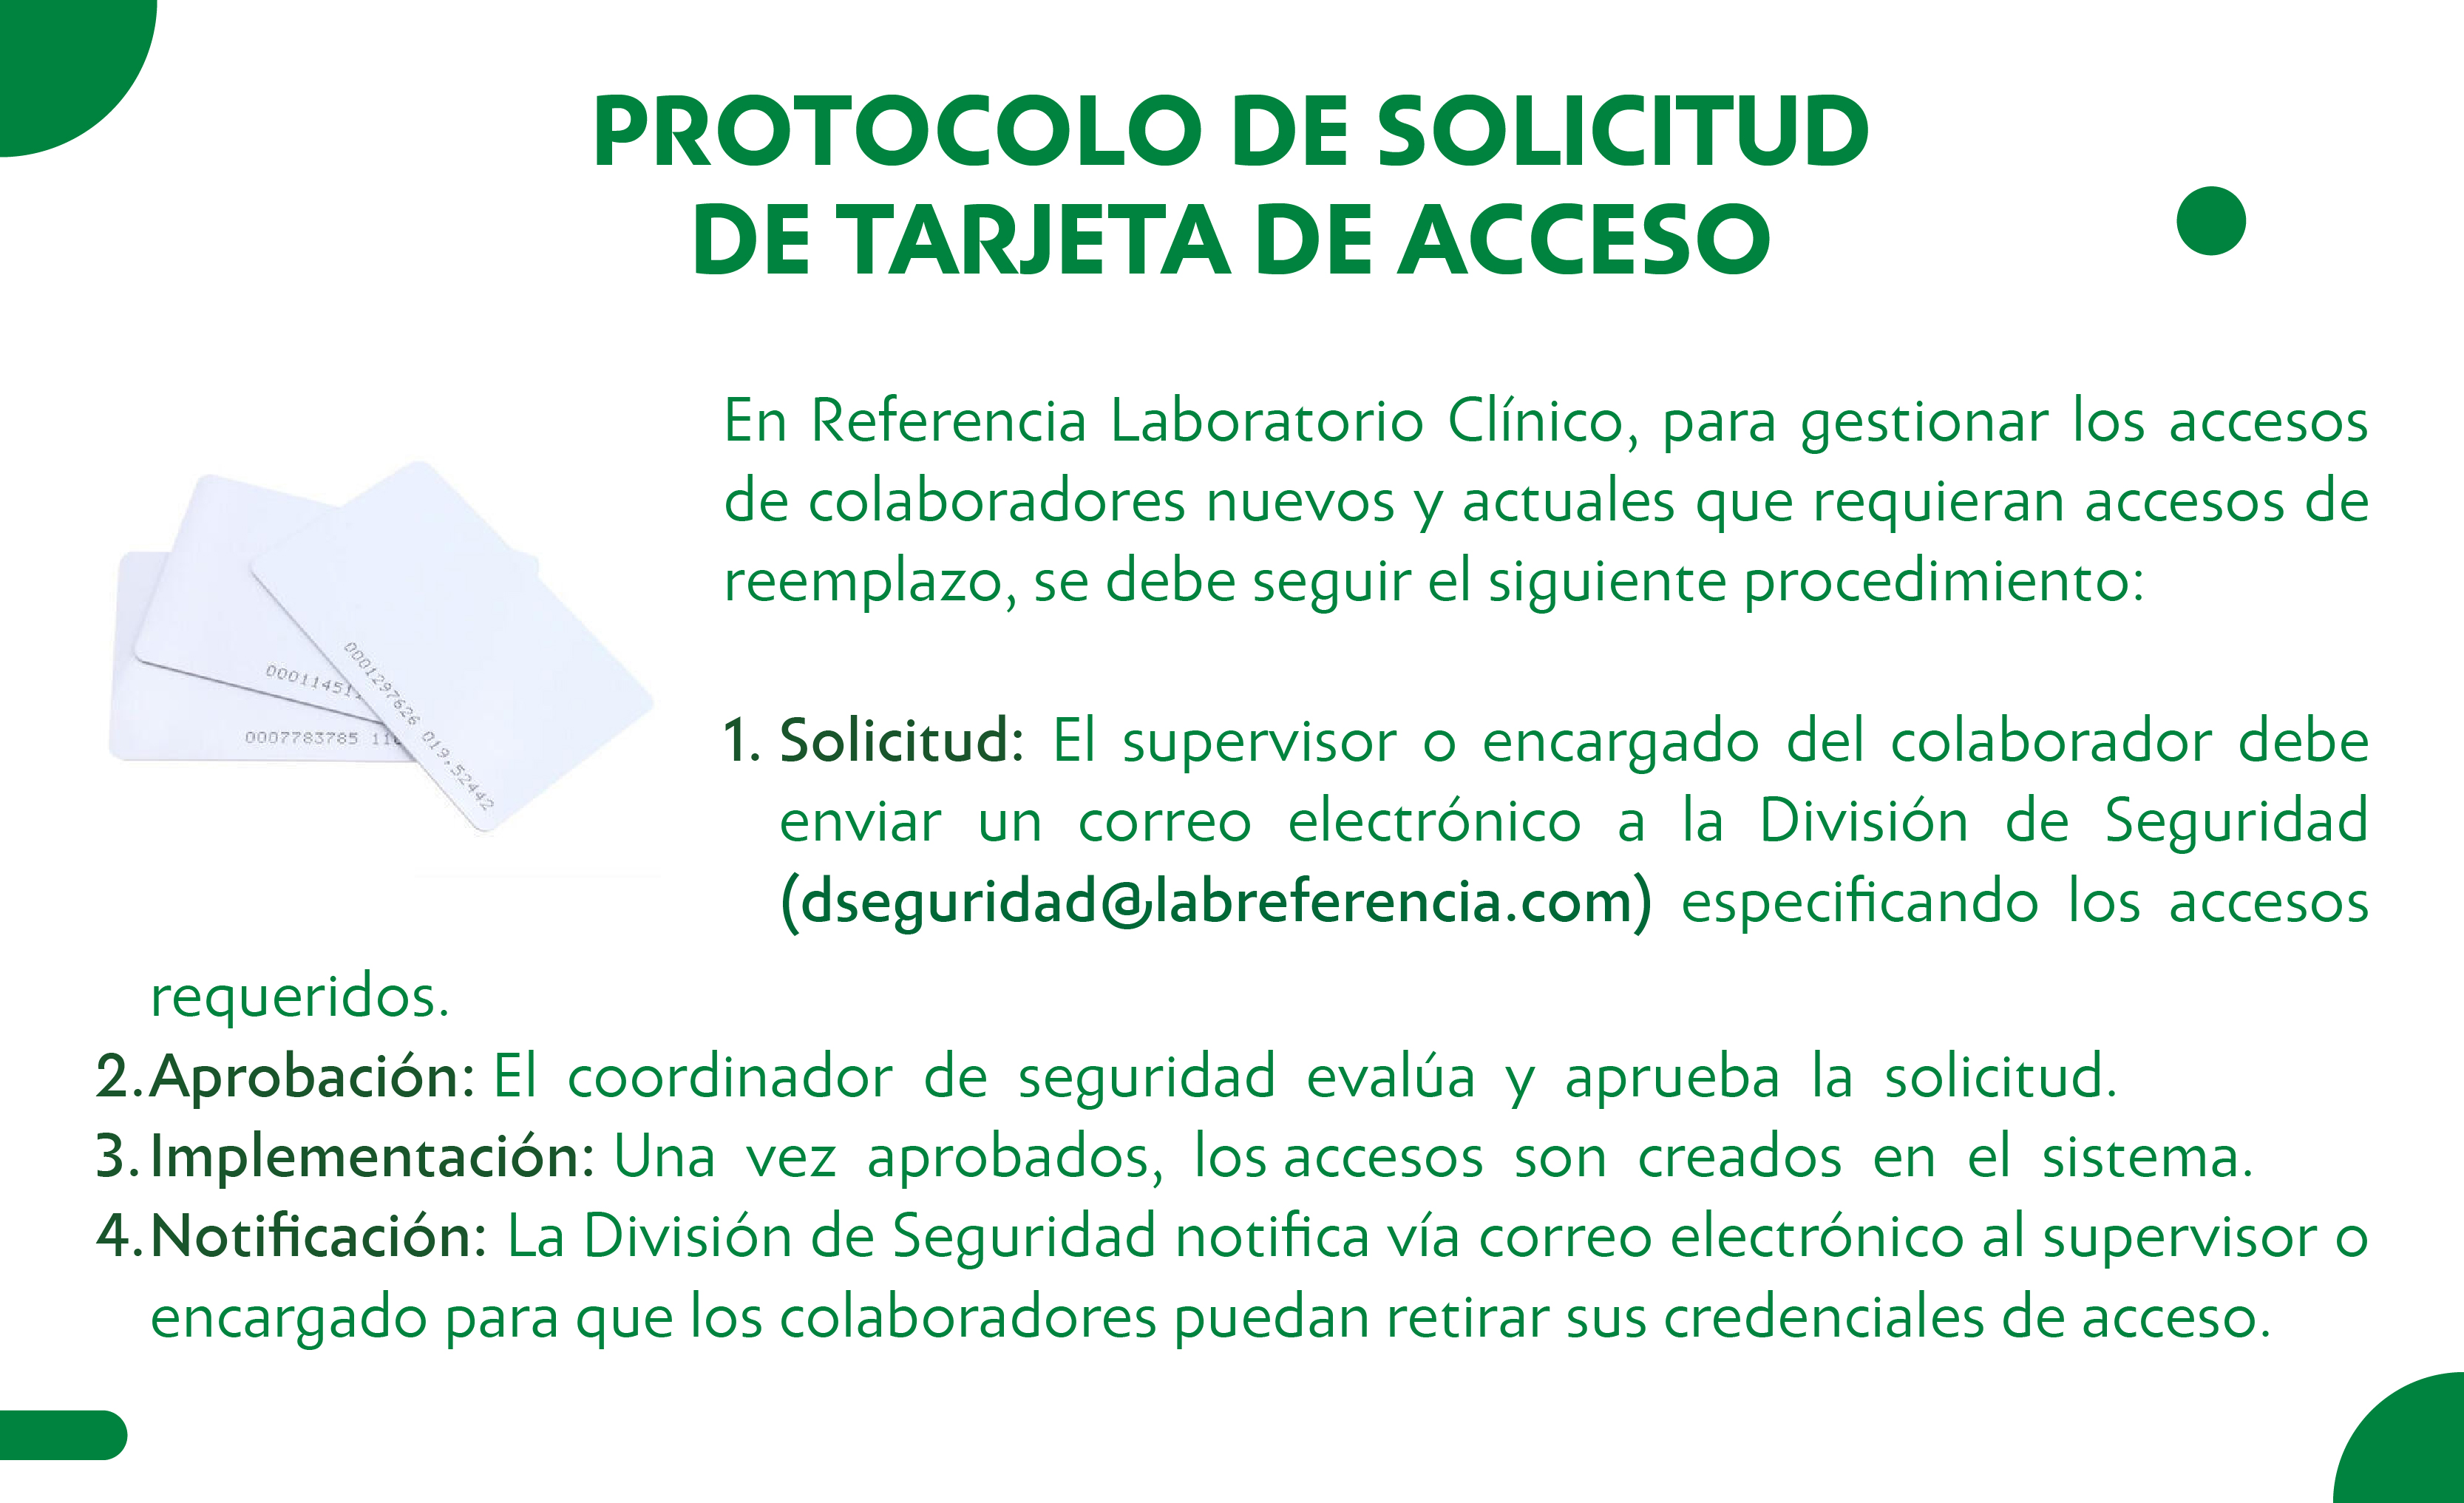 PROTOCOLO DE SOLICITUD
DE TARJETA DE ACCESO
En Referencia Laboratorio Clínico, para gestionar los accesos
de colaboradores nuevos y actuales que requieran accesos de
reemplazo, se debe seguir el siguiente procedimiento:
0001297626 019,52442
00011451
0007783785 11
1. Solicitud: El supervisor o encargado del colaborador debe
enviar un correo electrónico a la División de Seguridad
(dseguridad@labreferencia.com) especificando los accesos
requeridos.
2. Aprobación: El coordinador de seguridad evalúa y aprueba la solicitud.
3. Implementación: Una vez aprobados, los accesos son creados en el sistema.
4. Notificación: La División de Seguridad notifica vía correo electrónico al supervisor o
encargado para que los colaboradores puedan retirar sus credenciales de acceso.